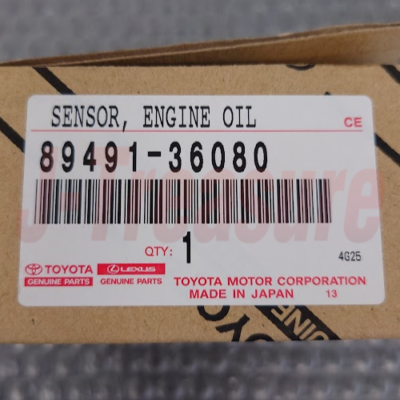 SENSOR, ENGINE OIL
CE
89491-36080
J-Treasure
QTY: 1
4G25
TOYOTA
GENUINE PARTS
LEXUS
GENUINE PARTS
TOYOTA MOTOR CORPORATION
MADE IN JAPAN 13